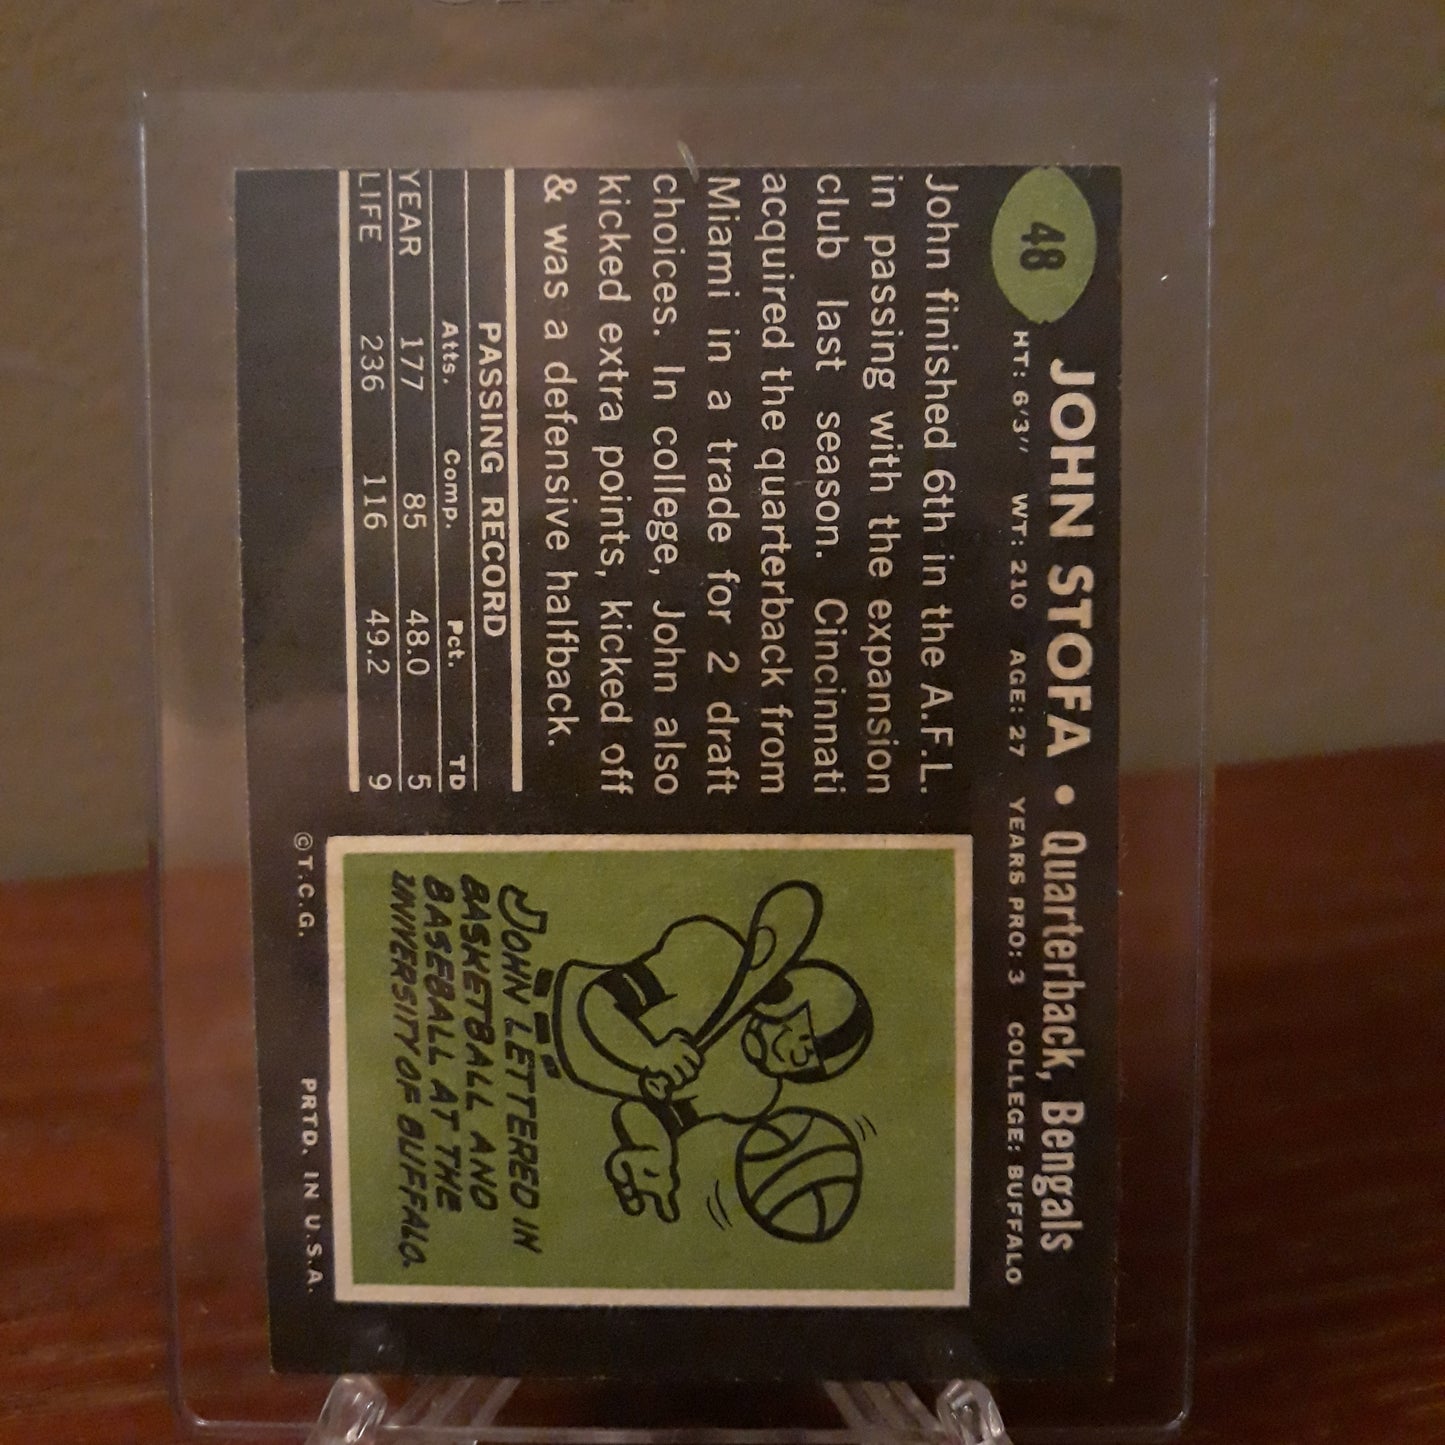 48
JOHN STOFA • Quarterback, Bengals
HT: 6'3" WT: 210 AGE: 27 YEARS PRO: 3 COLLEGE: BUFFALO
John finished 6th in the A.F.L.
in passing with the expansion
club last season. Cincinnati
acquired the quarterback from
Miami in a trade for 2 draft
choices. In college, John also
kicked extra points, kicked off
& was a defensive halfback.
PASSING RECORD
Atts. Comp. Pct. TD
YEAR 177 85 48.0 5
LIFE 236 116 49.2 9
JOHN LETTERED IN
BASKETBALL AND
BASEBALL AT THE
UNIVERSITY OF BUFFALO.
©T.C.G. PRTD. IN U.S.A.